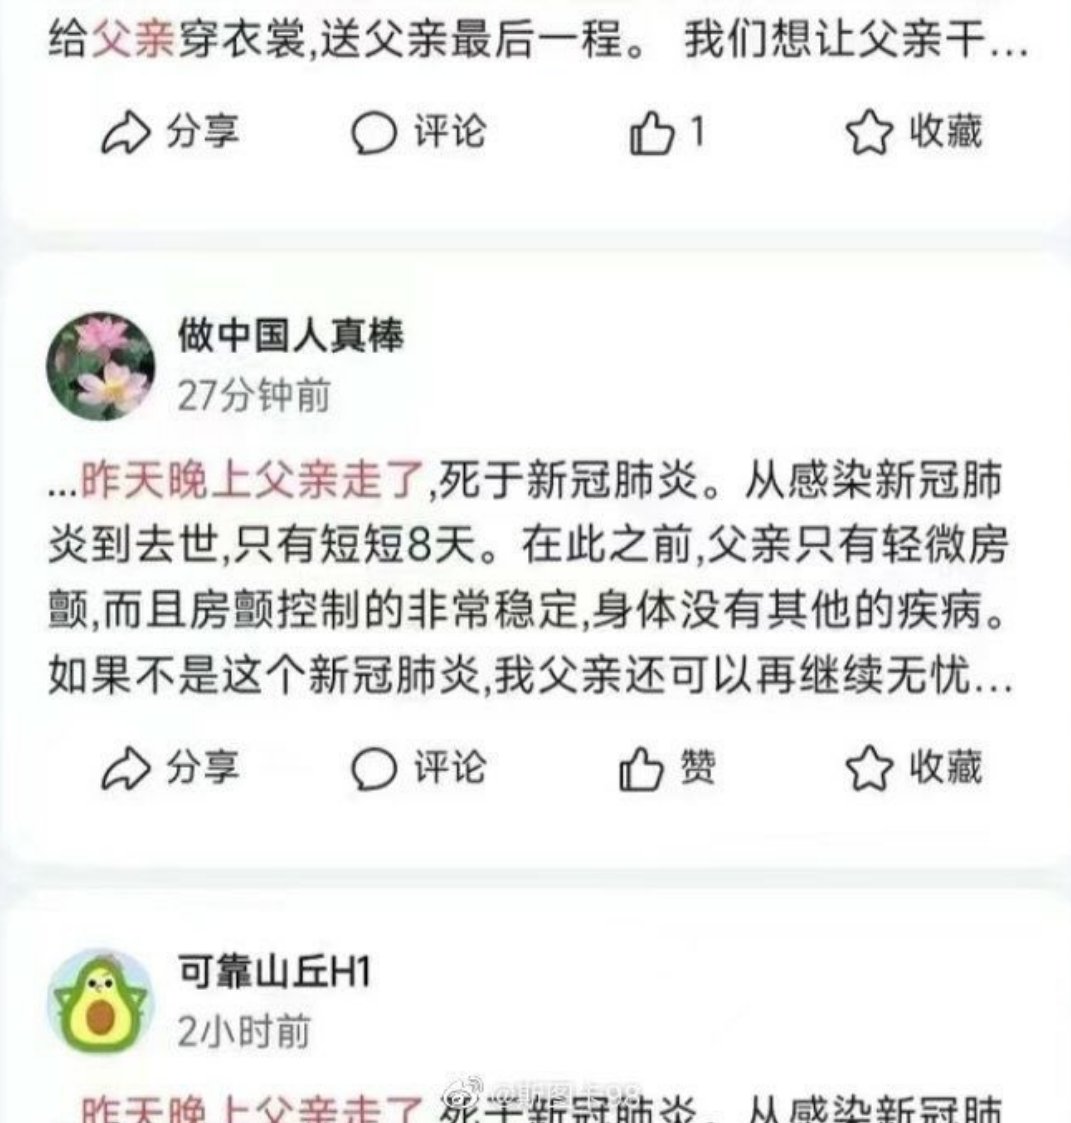 给父亲穿衣裳,送父亲最后一程。 我们想让父亲干...
分享 评论 1 收藏
做中国人真棒
27分钟前
...昨天晚上父亲走了,死于新冠肺炎。从感染新冠肺
炎到去世,只有短短8天。在此之前,父亲只有轻微房
颤,而且房颤控制的非常稳定,身体没有其他的疾病。
如果不是这个新冠肺炎,我父亲还可以再继续无忧...
分享 评论 赞 收藏
可靠山丘H1
2小时前
...昨天晚上父亲走了,死于新冠肺炎。从感染新冠肺